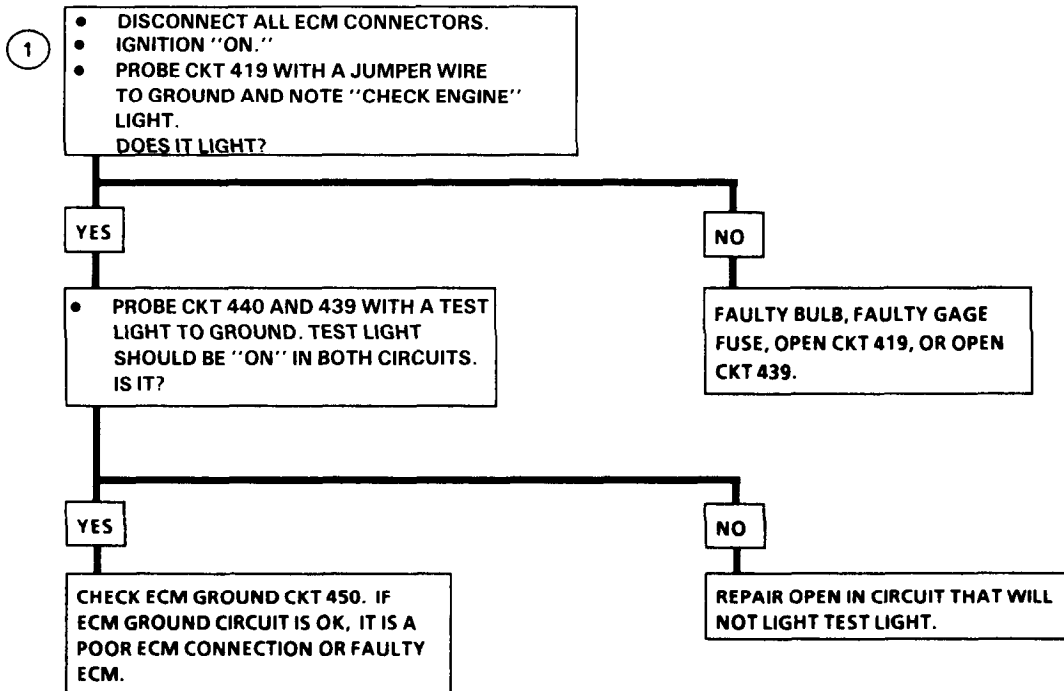 1
• DISCONNECT ALL ECM CONNECTORS.
• IGNITION "ON."
• PROBE CKT 419 WITH A JUMPER WIRE
TO GROUND AND NOTE "CHECK ENGINE"
LIGHT.
DOES IT LIGHT?
YES
NO
• PROBE CKT 440 AND 439 WITH A TEST
LIGHT TO GROUND. TEST LIGHT
SHOULD BE "ON" IN BOTH CIRCUITS.
IS IT?
FAULTY BULB, FAULTY GAGE
FUSE, OPEN CKT 419, OR OPEN
CKT 439.
YES
NO
CHECK ECM GROUND CKT 450. IF
ECM GROUND CIRCUIT IS OK, IT IS A
POOR ECM CONNECTION OR FAULTY
ECM.
REPAIR OPEN IN CIRCUIT THAT WILL
NOT LIGHT TEST LIGHT.